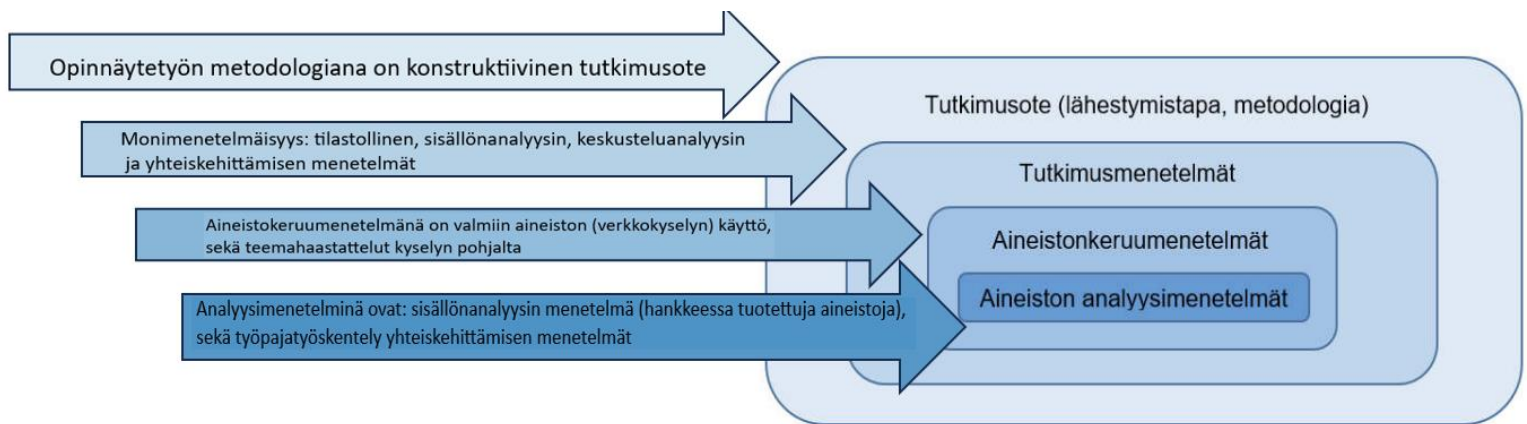 Opinnäytetyön metodologiana on konstruktiivinen tutkimusote
Monimenetelmäisyys: tilastollinen, sisällönanalyysin, keskusteluanalyysin
ja yhteiskehittämisen menetelmät
Aineistokeruumenetelmänä on valmiin aineiston (verkkokyselyn) käyttö,
sekä teemahaastattelut kyselyn pohjalta
Analyysimenetelminä ovat: sisällönanalyysin menetelmä (hankkeessa tuotettuja aineistoja),
sekä työpajatyöskentely yhteiskehittämisen menetelmät
Tutkimusote (lähestymistapa, metodologia)
Tutkimusmenetelmät
Aineistonkeruumenetelmät
Aineiston analyysimenetelmät